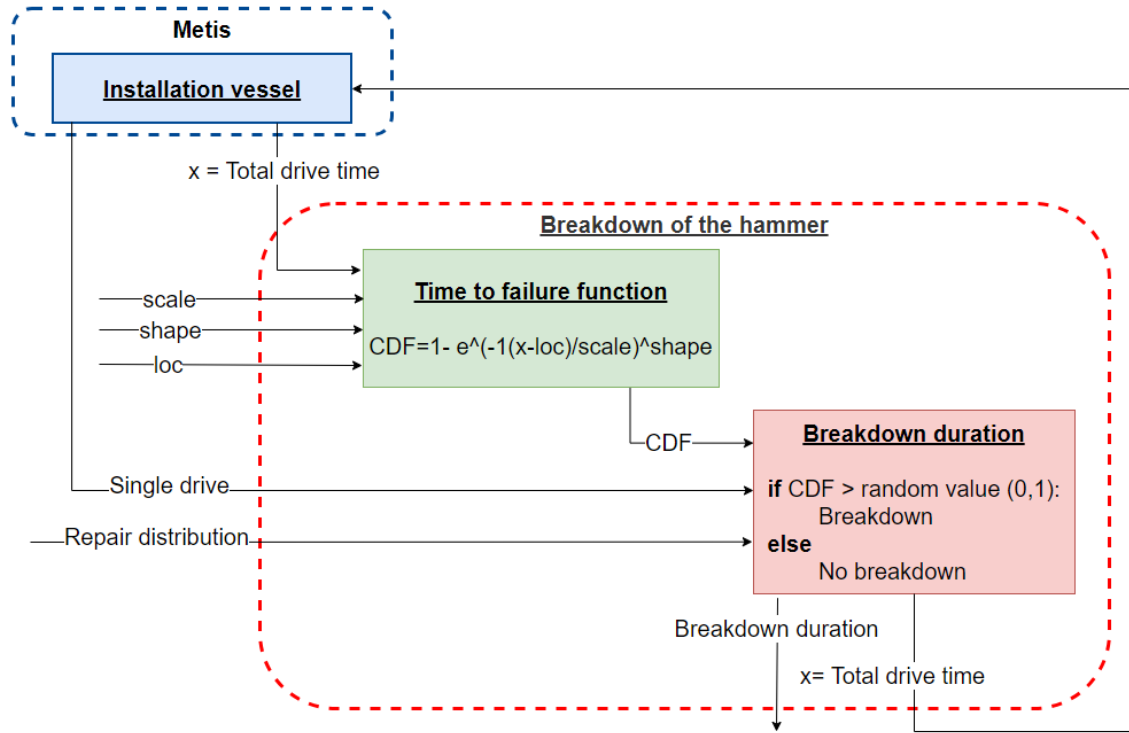 Metis
Installation vessel
x = Total drive time
Breakdown of the hammer
Time to failure function
scale
shape
CDF=1- e^(-1(x-loc)/scale)^shape
loc
CDF
Breakdown duration
Single drive
if CDF > random value (0,1):
Breakdown
Repair distribution
else
No breakdown
Breakdown duration
x= Total drive time